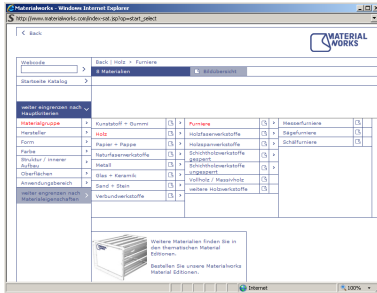 Materialworks - Windows Internet Explorer
http://www.materialworks.com/index-sat.jsp?op=start_select
< Back
MATERIAL
WORKS
Webcode
Back | Holz > Furniere
8 Materialien
Bildübersicht
Startseite Katalog
weiter eingrenzen nach
Hauptkriterien
Materialgruppe
Hersteller
Form
Farbe
Struktur / innerer
Aufbau
Oberflächen
Anwendungsbereich
weiter eingrenzen nach
Materialeigenschaften
Kunststoff + Gummi
Holz
Papier + Pappe
Naturfaserwerkstoffe
Metall
Glas + Keramik
Sand + Stein
Verbundwerkstoffe
Furniere
Holzfaserwerkstoffe
Holzspanwerkstoffe
Schichtholzwerkstoffe
gesperrt
Schichtholzwerkstoffe
ungesperrt
Vollholz / Massivholz
weitere Holzwerkstoffe
Messerfurniere
Sägefurniere
Schälfurniere
Weitere Materialien finden Sie in
den thematischen Material
Editionen.
Bestellen Sie unsere Materialworks
Material Editionen.
Internet
100%